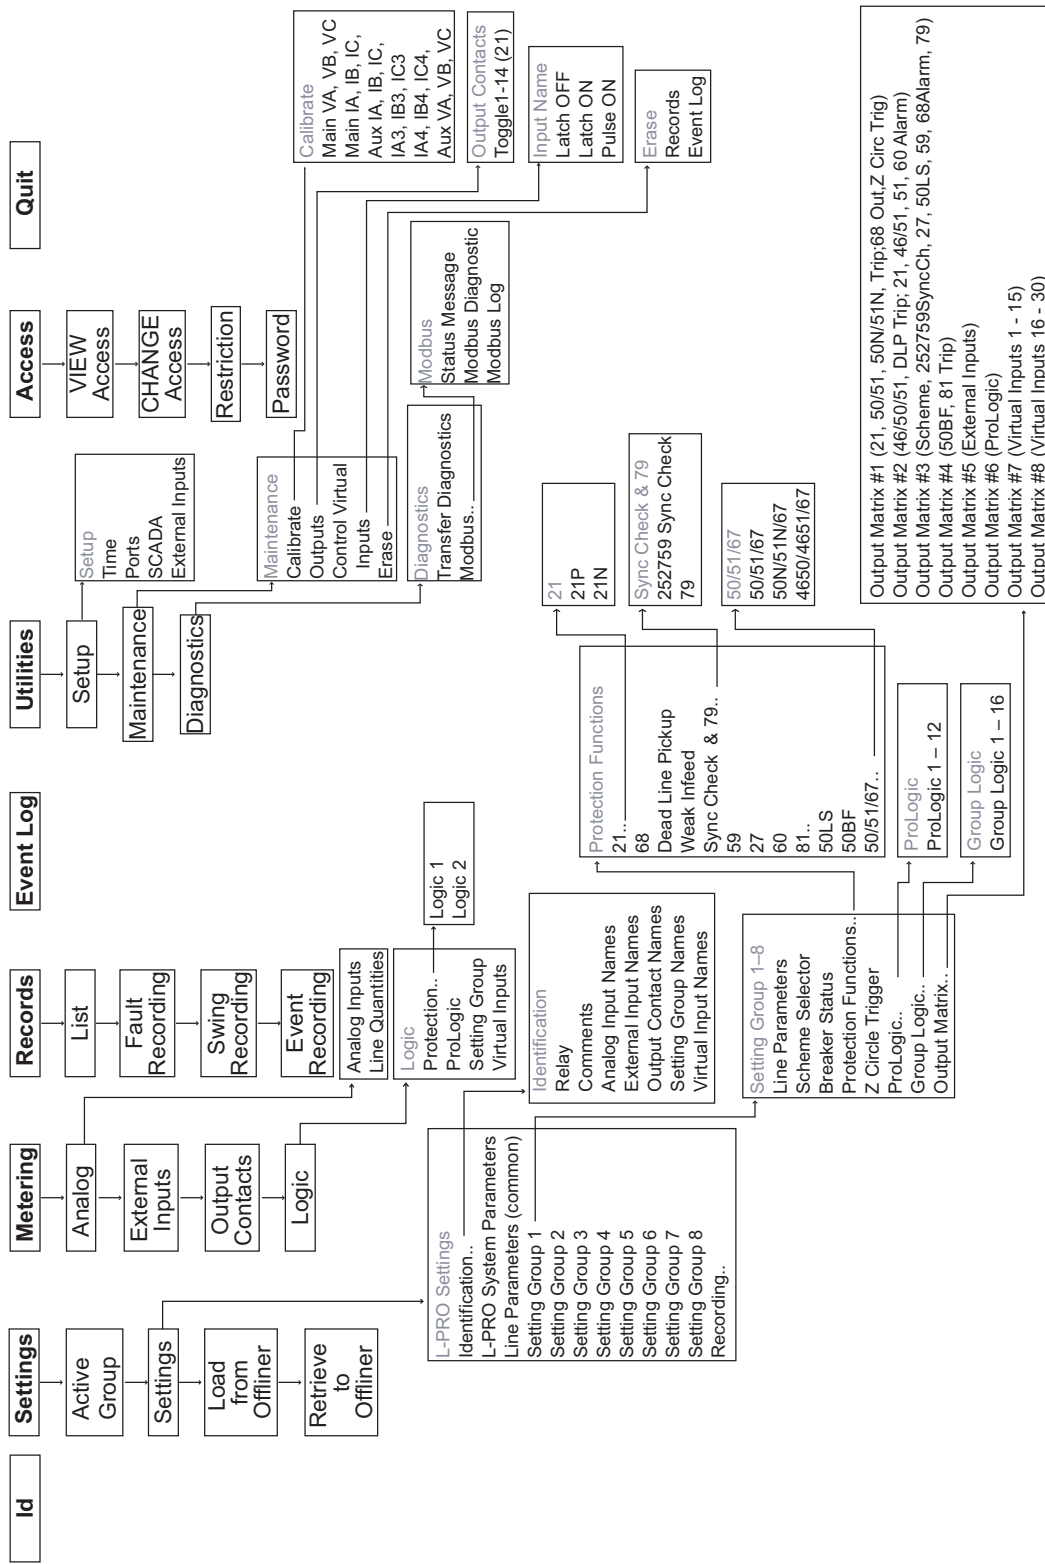 Id
Settings
Active
Group
Settings
Load
from
Offliner
Retrieve
to
Offliner
L-PRO Settings
Identification..
L-PRO System Parameters
Line Parameters (common)
Setting Group 1
Setting Group 2
Setting Group 3
Setting Group 4
Setting Group 5
Setting Group 6
Setting Group 7
Setting Group 8
Recording..
Identification
Relay
Comments
Analog Input Names
External Input Names
Output Contact Names
Setting Group Names
Virtual Input Names
Setting Group 1–8
Line Parameters
Scheme Selector
Breaker Status
Protection Functions..
Z Circle Trigger
ProLogic..
Group Logic..
Output Matrix..
Protection Functions
21..
68
Dead Line Pickup
Weak Infeed
Sync Check & 79..
59
27
60
81..
50LS
50BF
50/51/67..
21
21P
21N
Sync Check & 79
252759 Sync Check
79
50/51/67
50/51/67
50N/51N/67
4650/4651/67
ProLogic
ProLogic 1 – 12
Group Logic
Group Logic 1 – 16
Output Matrix #1 (21, 50/51, 50N/51N, Trip;68 Out,Z Circ Trig)
Output Matrix #2 (46/50/51, DLP Trip; 21, 46/51, 51, 60 Alarm)
Output Matrix #3 (Scheme, 252759SyncCh, 27, 50LS, 59, 68Alarm, 79)
Output Matrix #4 (50BF, 81 Trip)
Output Matrix #5 (External Inputs)
Output Matrix #6 (ProLogic)
Output Matrix #7 (Virtual Inputs 1 - 15)
Output Matrix #8 (Virtual Inputs 16 - 30)
Metering
Analog
External
Inputs
Output
Contacts
Logic
Analog Inputs
Line Quantities
Logic
Protection..
ProLogic
Setting Group
Virtual Inputs
Logic 1
Logic 2
Records
List
Fault
Recording
Swing
Recording
Event
Recording
Event Log
Utilities
Setup
Maintenance
Diagnostics
Setup
Time
Ports
SCADA
External Inputs
Maintenance
Calibrate
Outputs
Control Virtual
Inputs
Erase
Diagnostics
Transfer Diagnostics
Modbus..
Modbus
Status Message
Modbus Diagnostic
Modbus Log
Calibrate
Main VA, VB, VC
Main IA, IB, IC,
Aux IA, IB, IC,
IA3, IB3, IC3
IA4, IB4, IC4,
Aux VA, VB, VC
Output Contacts
Toggle1-14 (21)
Input Name
Latch OFF
Latch ON
Pulse ON
Erase
Records
Event Log
Access
VIEW
Access
CHANGE
Access
Restriction
Password
Quit